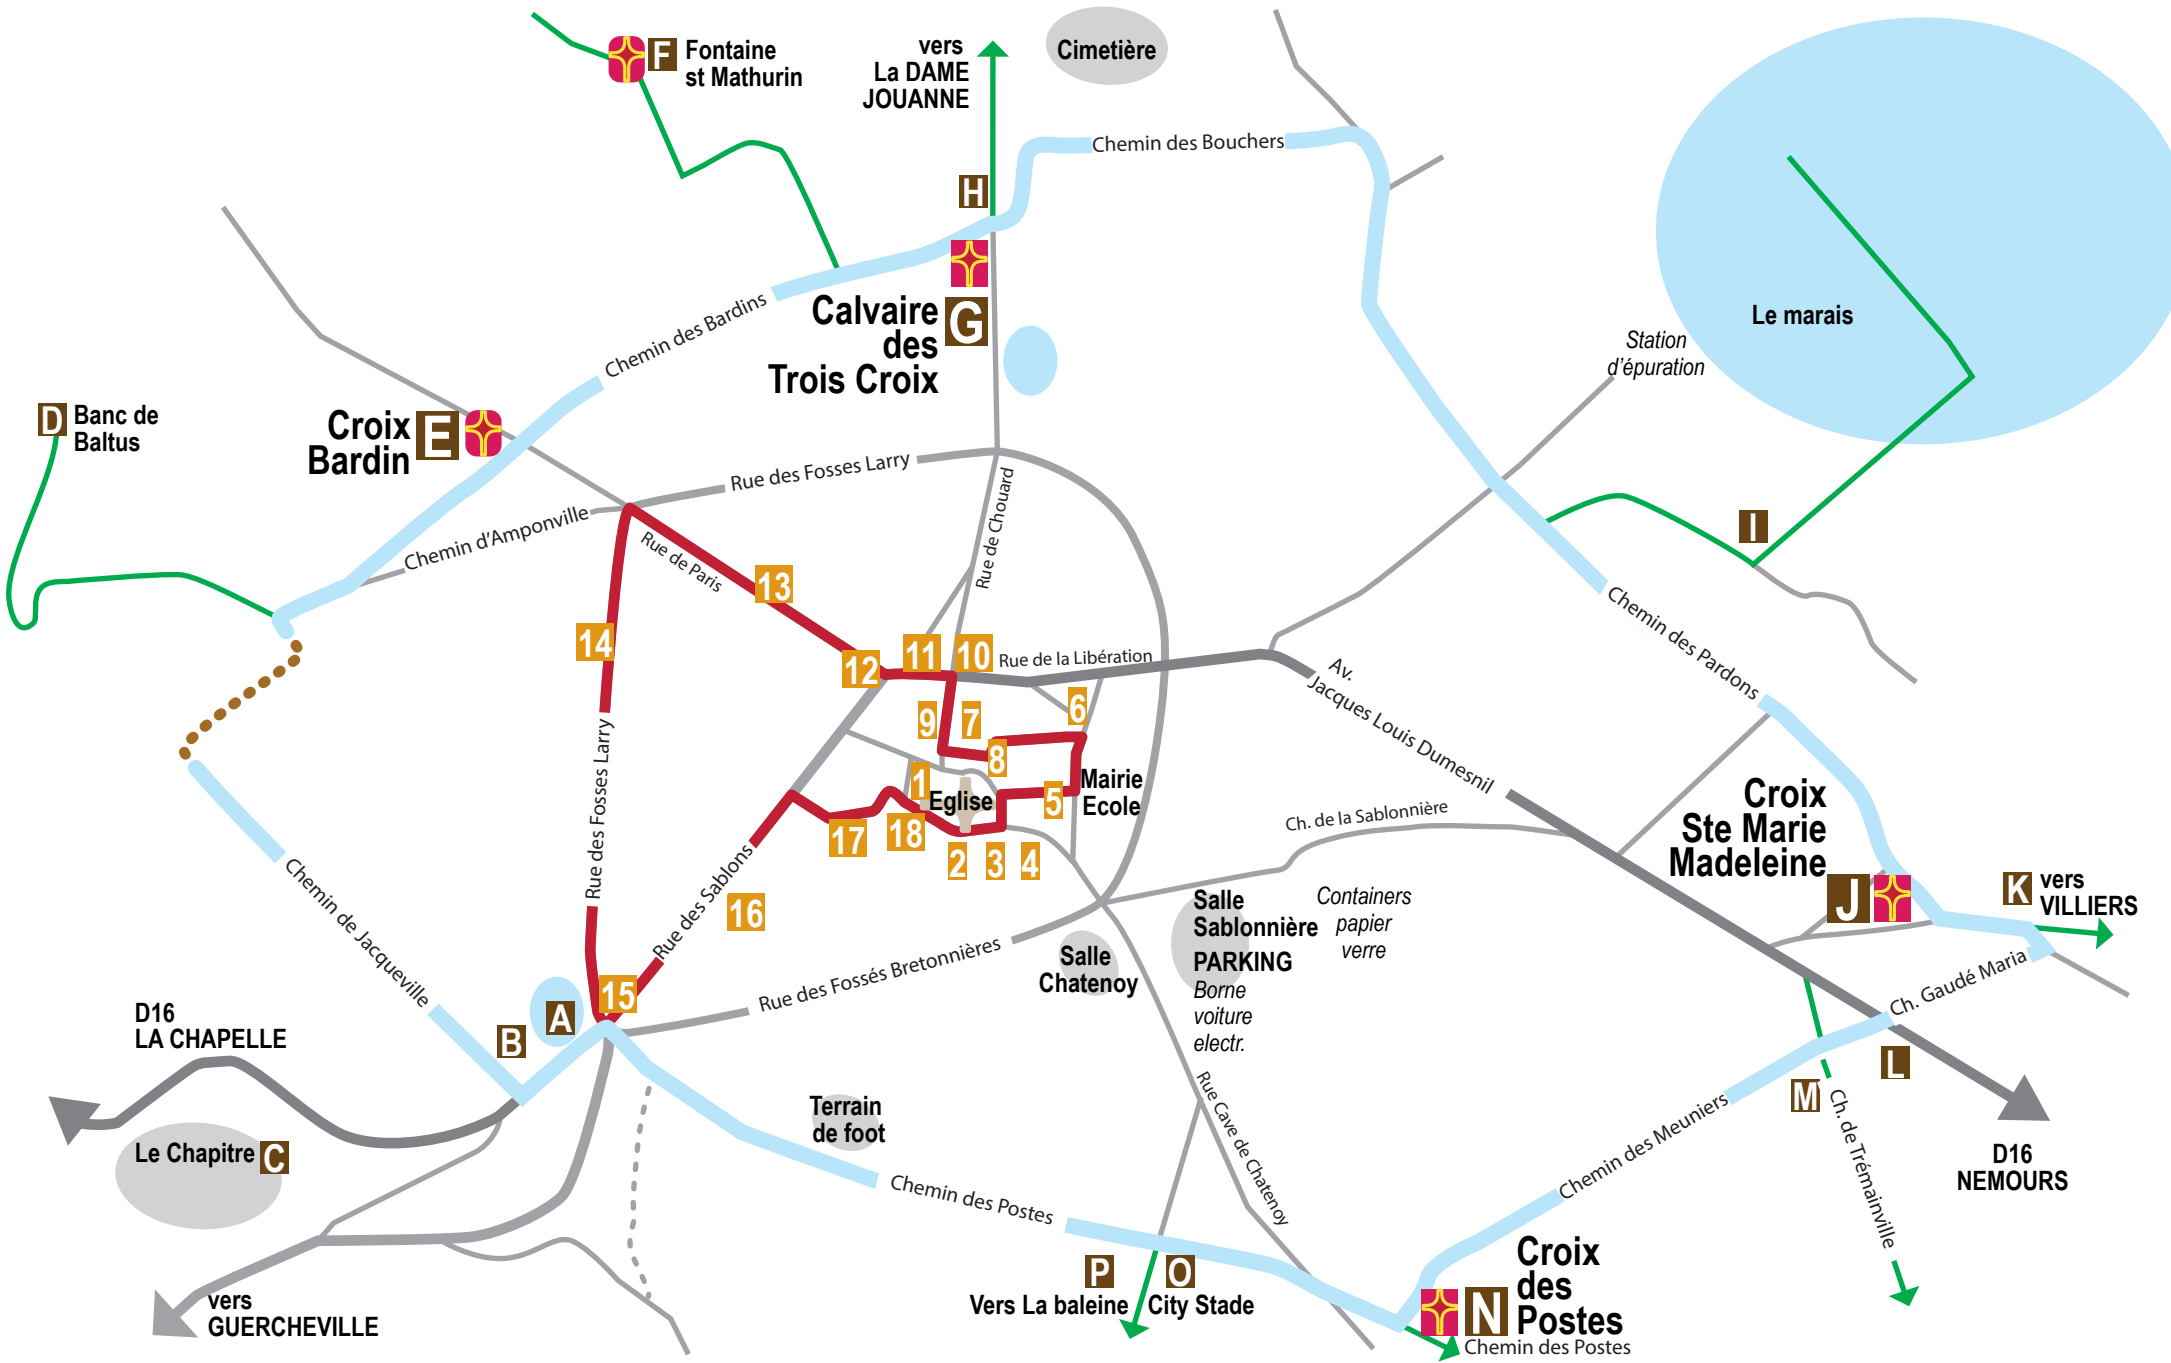 F
Fontaine
st Mathurin
vers
La DAME
JOUANNE
Cimetière
Chemin des Bouchers
H
Calvaire
des
Trois Croix
G
Chemin des Bardins
Le marais
Station
d'épuration
D
Banc de
Baltus
Croix
Bardin
E
Rue des Fosses Larry
Chemin d'Amponville
Rue de Chouard
I
Rue de Paris
13
14
12
11
10
Rue de la Libération
Chemin des Pardons
Av.
Jacques Louis Dumesnil
9
7
6
8
1
Eglise
5
Mairie
Ecole
17
18
2
3
4
Rue des Fosses Larry
Rue des Sablons
16
Ch. de la Sablonnière
Croix
Ste Marie
Madeleine
J
K
vers
VILLIERS
Chemin de Jacqueville
Salle
Sablonnière
PARKING
Borne
voiture
electr.
Containers
papier
verre
Salle
Chatenoy
Rue des Fossés Bretonnières
Ch. Gaudé Maria
15
A
B
D16
LA CHAPELLE
L
M
Ch. de Trémainville
Terrain
de foot
Rue Cave de Chatenoy
Chemin des Meuniers
D16
NEMOURS
Le Chapitre
C
Chemin des Postes
P
Vers La baleine
O
City Stade
Croix
des
Postes
N
Chemin des Postes
vers
GUERCHEVILLE